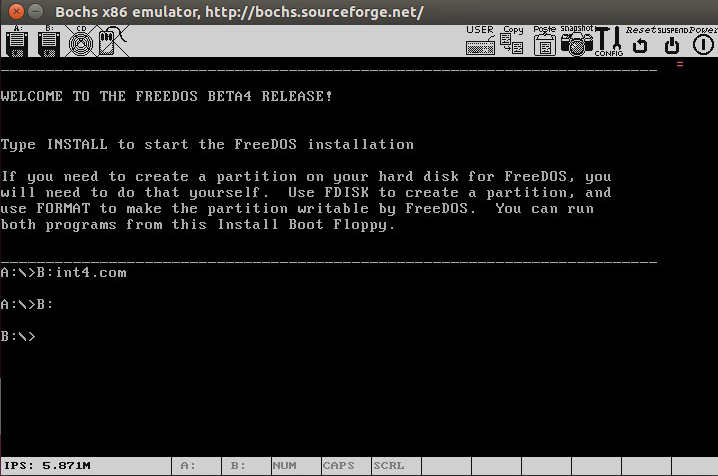 Bochs x86 emulator, http://bochs.sourceforge.net/
A: B: CD USER Copy Paste snapshot CONFIG Reset SUSPEND Power
_______________________________________________________________________________ =
WELCOME TO THE FREEDOS BETA4 RELEASE!
Type INSTALL to start the FreeDOS installation
If you need to create a partition on your hard disk for FreeDOS, you
will need to do that yourself.  Use FDISK to create a partition, and
use FORMAT to make the partition writable by FreeDOS.  You can run
both programs from this Install Boot Floppy.
_______________________________________________________________________________
A:\>B:int4.com
A:\>B:
B:\>
IPS: 5.871M A: B: NUM CAPS SCRL